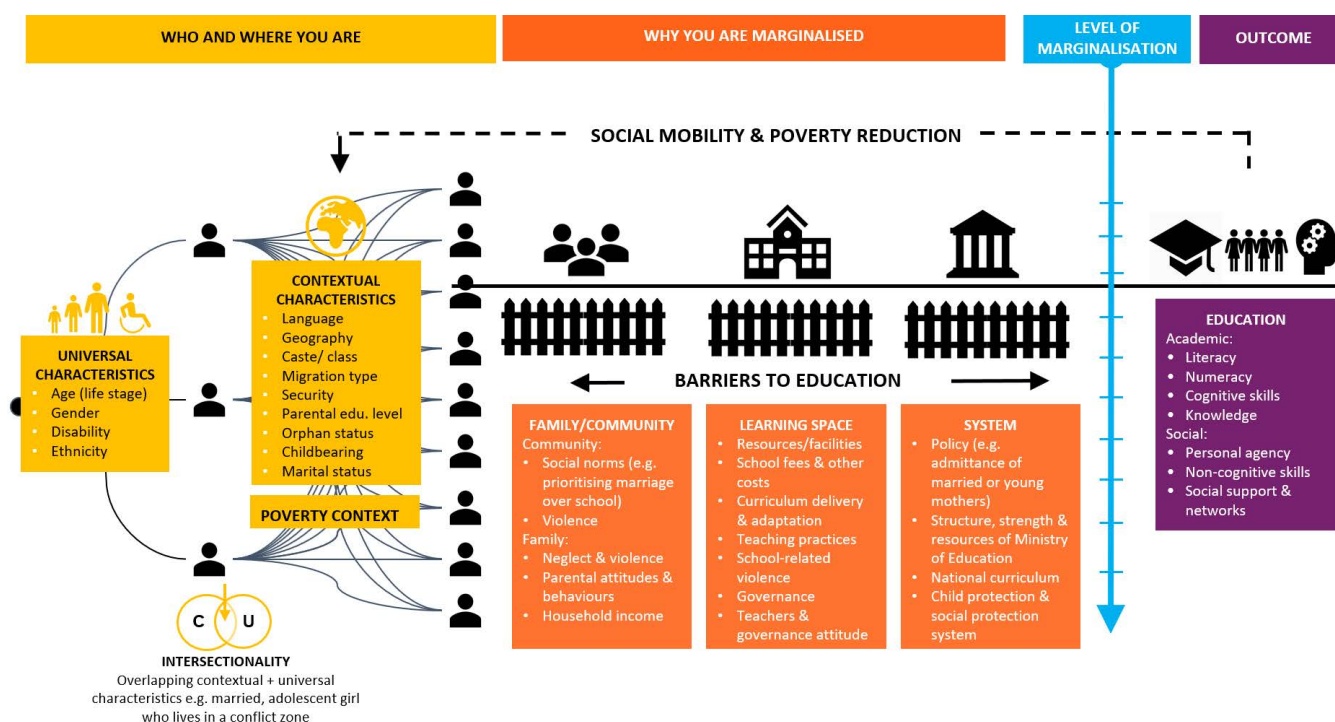 WHO AND WHERE YOU ARE
WHY YOU ARE MARGINALISED
LEVEL OF
MARGINALISATION
OUTCOME
SOCIAL MOBILITY & POVERTY REDUCTION
UNIVERSAL
CHARACTERISTICS
Age (life stage)
Gender
Disability
Ethnicity
CONTEXTUAL
CHARACTERISTICS
Language
Geography
Caste/ class
Migration type
Security
Parental edu. level
Orphan status
Childbearing
Marital status
POVERTY CONTEXT
C U
INTERSECTIONALITY
Overlapping contextual + universal
characteristics e.g. married, adolescent girl
who lives in a conflict zone
BARRIERS TO EDUCATION
FAMILY/COMMUNITY
Community:
Social norms (e.g.
prioritising marriage
over school)
Violence
Family:
Neglect & violence
Parental attitudes &
behaviours
Household income
LEARNING SPACE
Resources/facilities
School fees & other
costs
Curriculum delivery
& adaptation
Teaching practices
School-related
violence
Governance
Teachers &
governance attitude
SYSTEM
Policy (e.g.
admittance of
married or young
mothers)
Structure, strength &
resources of Ministry
of Education
National curriculum
Child protection &
social protection
system
EDUCATION
Academic:
Literacy
Numeracy
Cognitive skills
Knowledge
Social:
Personal agency
Non-cognitive skills
Social support &
networks